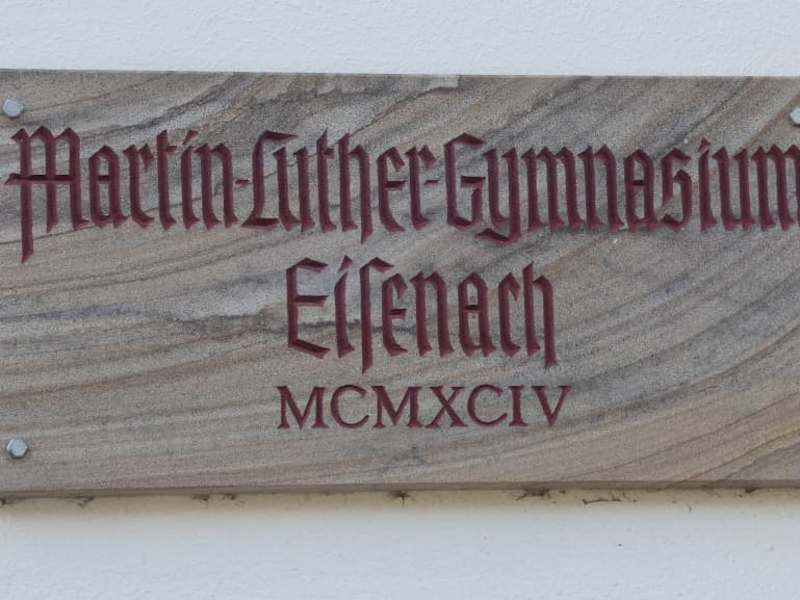 Martin-Luther-Gymnasium
Eiſenach
MCMXCIV